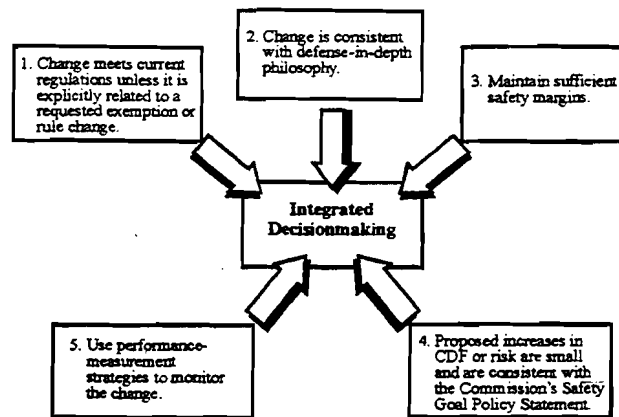 1. Change meets current
regulations unless it is
explicitly related to a
requested exemption or
rule change.
2. Change is consistent
with defense-in-depth
philosophy.
3. Maintain sufficient
safety margins.
Integrated
Decisionmaking
5. Use performance-
measurement
strategies to monitor
the change.
4. Proposed increases in
CDF or risk are small
and are consistent with
the Commission's Safety
Goal Policy Statement.